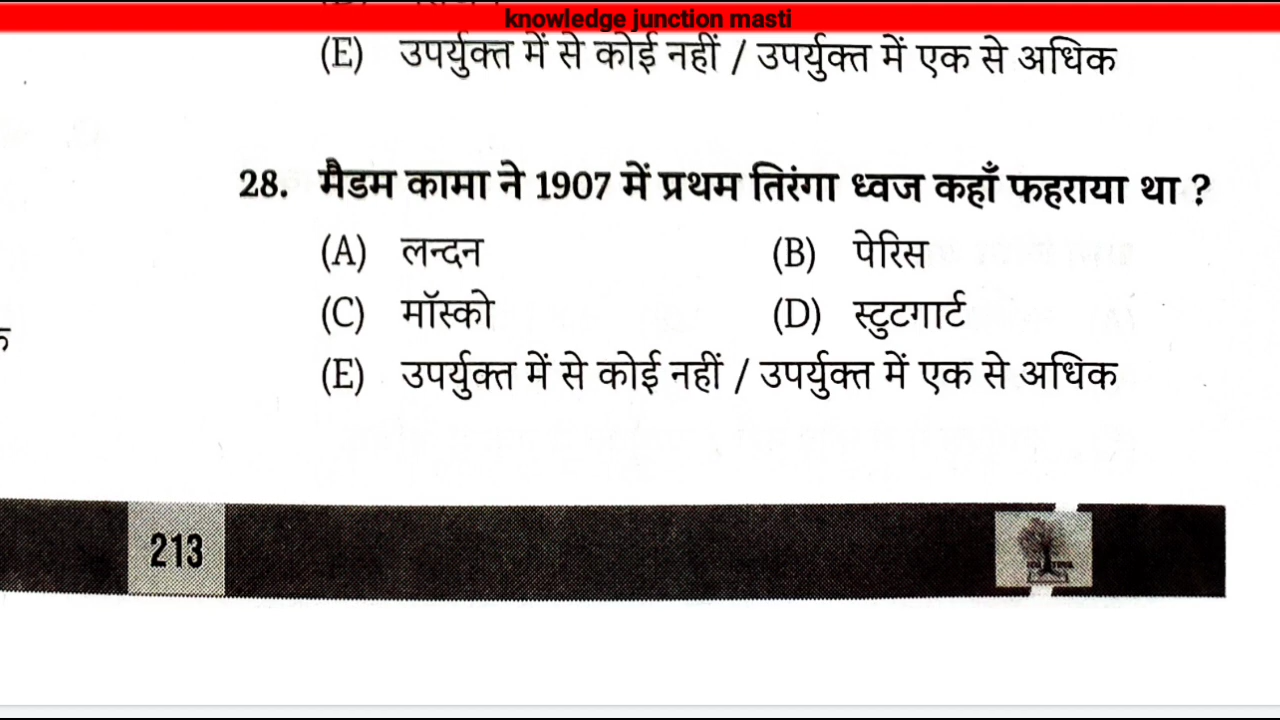 knowledge junction masti
(E) उपर्युक्त में से कोई नहीं / उपर्युक्त में एक से अधिक
28. मैडम कामा ने 1907 में प्रथम तिरंगा ध्वज कहाँ फहराया था ?
(A) लन्दन (B) पेरिस
(C) मॉस्को (D) स्टुटगार्ट
(E) उपर्युक्त में से कोई नहीं / उपर्युक्त में एक से अधिक
213